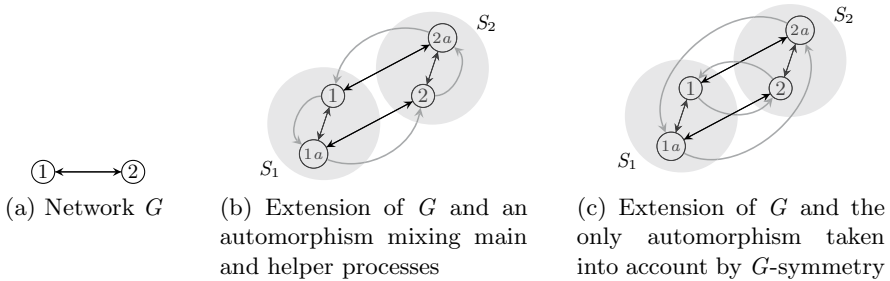 S₂
2a
1
2
1a
S₁
S₂
2a
1
2
1a
S₁
1 2
(a) Network G
(b) Extension of G and an
automorphism mixing main
and helper processes
(c) Extension of G and the
only automorphism taken
into account by G-symmetry